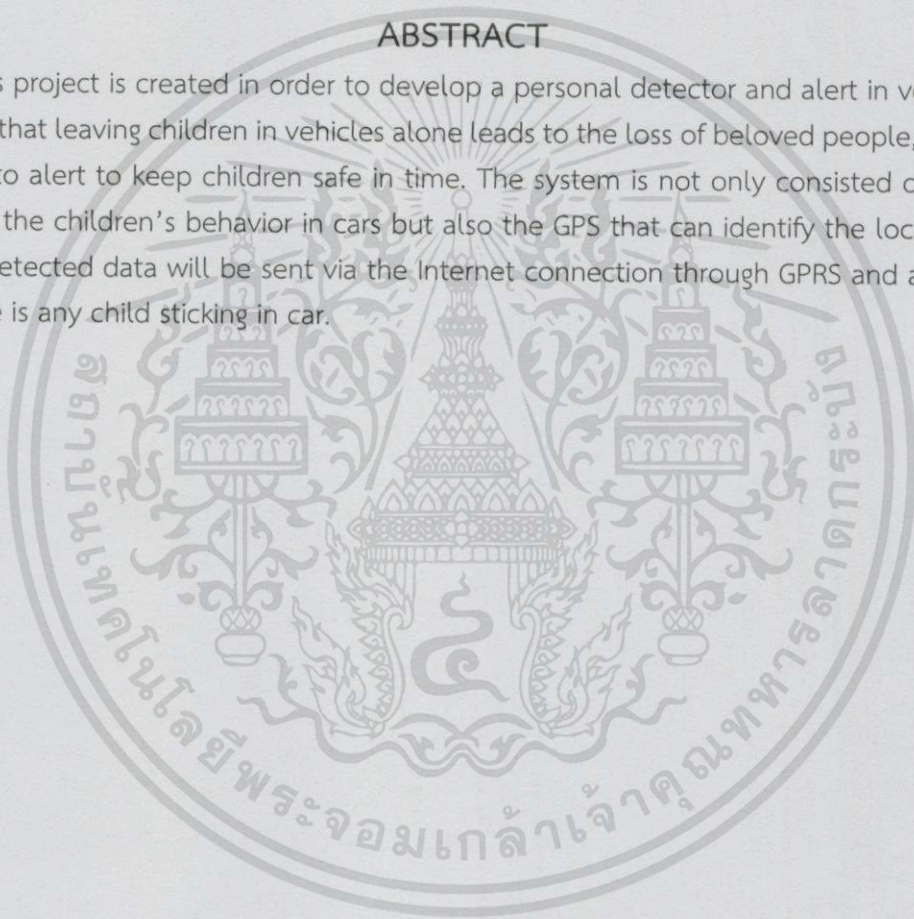 ABSTRACT
s project is created in order to develop a personal detector and alert in v
that leaving children in vehicles alone leads to the loss of beloved people,
to alert to keep children safe in time. The system is not only consisted o
the children's behavior in cars but also the GPS that can identify the loc
etected data will be sent via the Internet connection through GPRS and a
e is any child sticking in car.
สถาบันเทคโนโลยีพระจอมเกล้าเจ้าคุณทหารลาดกระบัง
๔